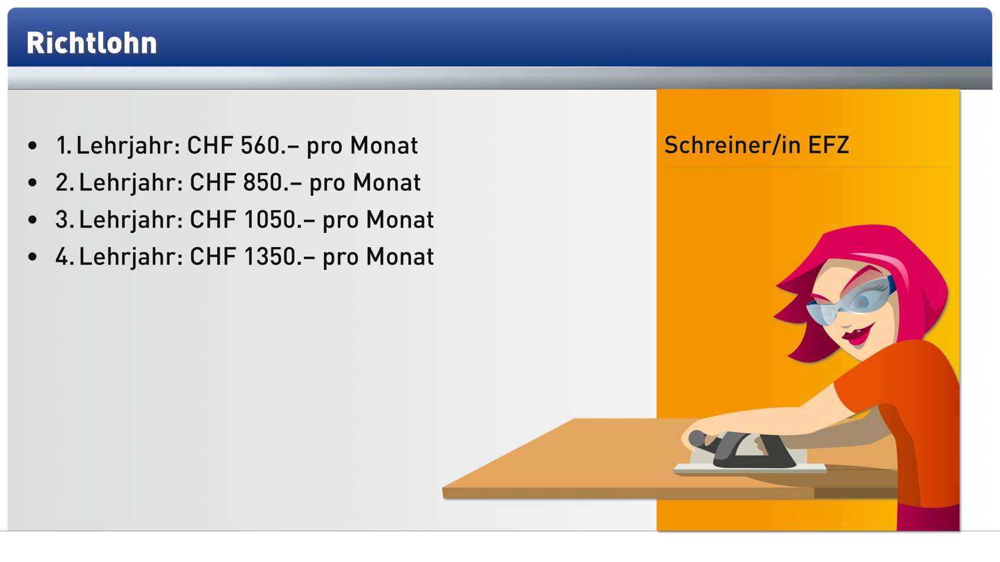 Richtlohn
• 1. Lehrjahr: CHF 560.– pro Monat
• 2. Lehrjahr: CHF 850.– pro Monat
• 3. Lehrjahr: CHF 1050.– pro Monat
• 4. Lehrjahr: CHF 1350.– pro Monat
Schreiner/in EFZ